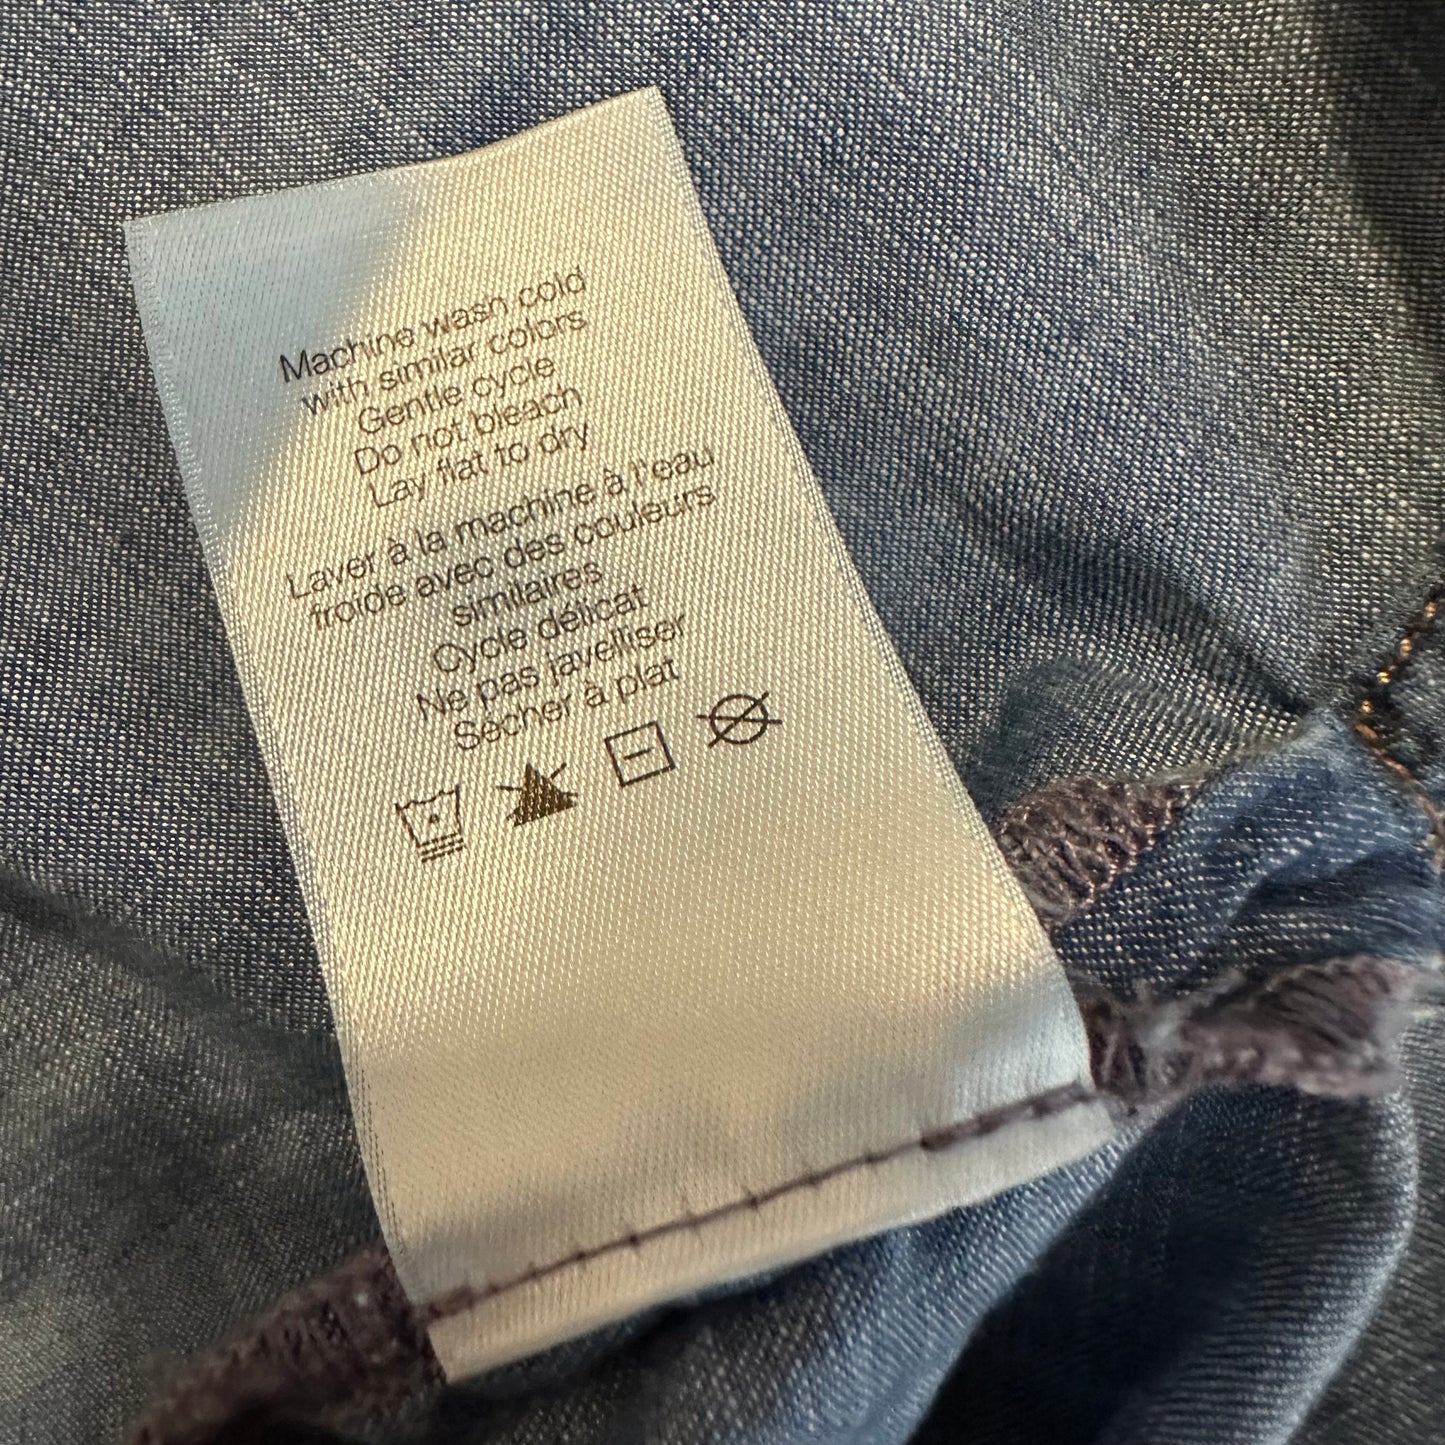 Machine wash cold
with similar colors
Gentle cycle
Do not bleach
Lay flat to dry
Laver à la machine à l'eau
froide avec des couleurs
similaires
Cycle délicat
Ne pas javelliser
Sécher à plat